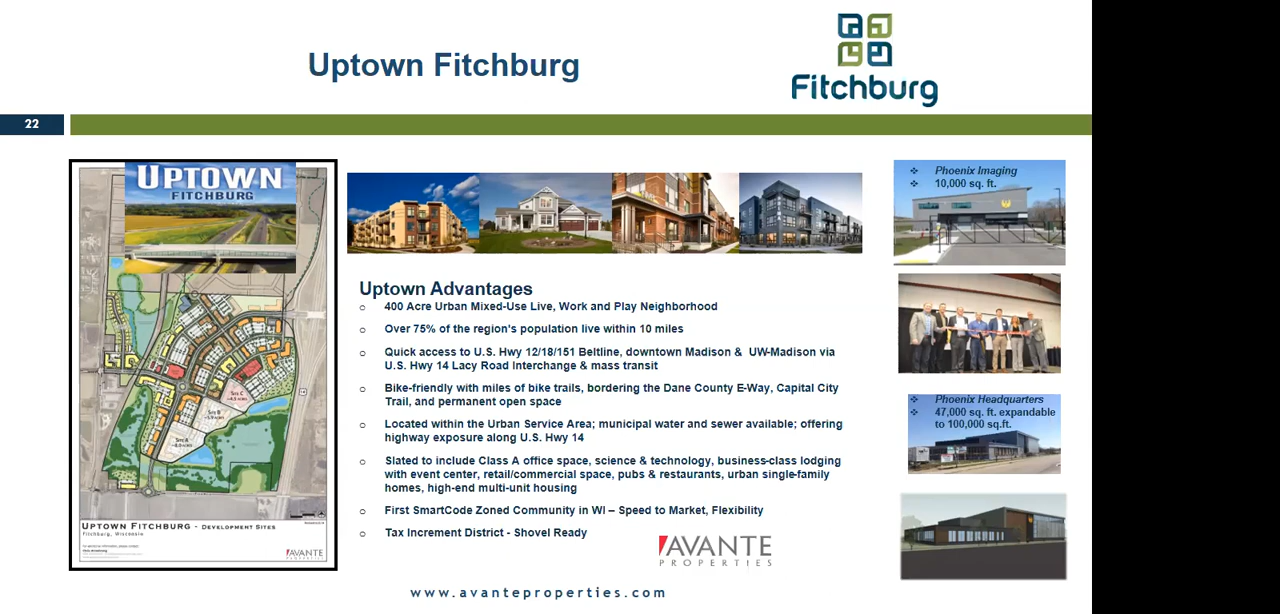 Uptown Fitchburg
Fitchburg
22
UPTOWN
FITCHBURG
Site C
Site B
Site A
UPTOWN FITCHBURG - DEVELOPMENT SITES
Fitchburg, Wisconsin
AVANTE
PROPERTIES
Uptown Advantages
o 400 Acre Urban Mixed-Use Live, Work and Play Neighborhood
o Over 75% of the region's population live within 10 miles
o Quick access to U.S. Hwy 12/18/151 Beltline, downtown Madison & UW-Madison via
U.S. Hwy 14 Lacy Road Interchange & mass transit
o Bike-friendly with miles of bike trails, bordering the Dane County E-Way, Capital City
Trail, and permanent open space
o Located within the Urban Service Area; municipal water and sewer available; offering
highway exposure along U.S. Hwy 14
o Slated to include Class A office space, science & technology, business-class lodging
with event center, retail/commercial space, pubs & restaurants, urban single-family
homes, high-end multi-unit housing
o First SmartCode Zoned Community in WI – Speed to Market, Flexibility
o Tax Increment District - Shovel Ready
AVANTE
PROPERTIES
www.avanteproperties.com
❖ Phoenix Imaging
❖ 10,000 sq. ft.
❖ Phoenix Headquarters
❖ 47,000 sq. ft. expandable
to 100,000 sq.ft.